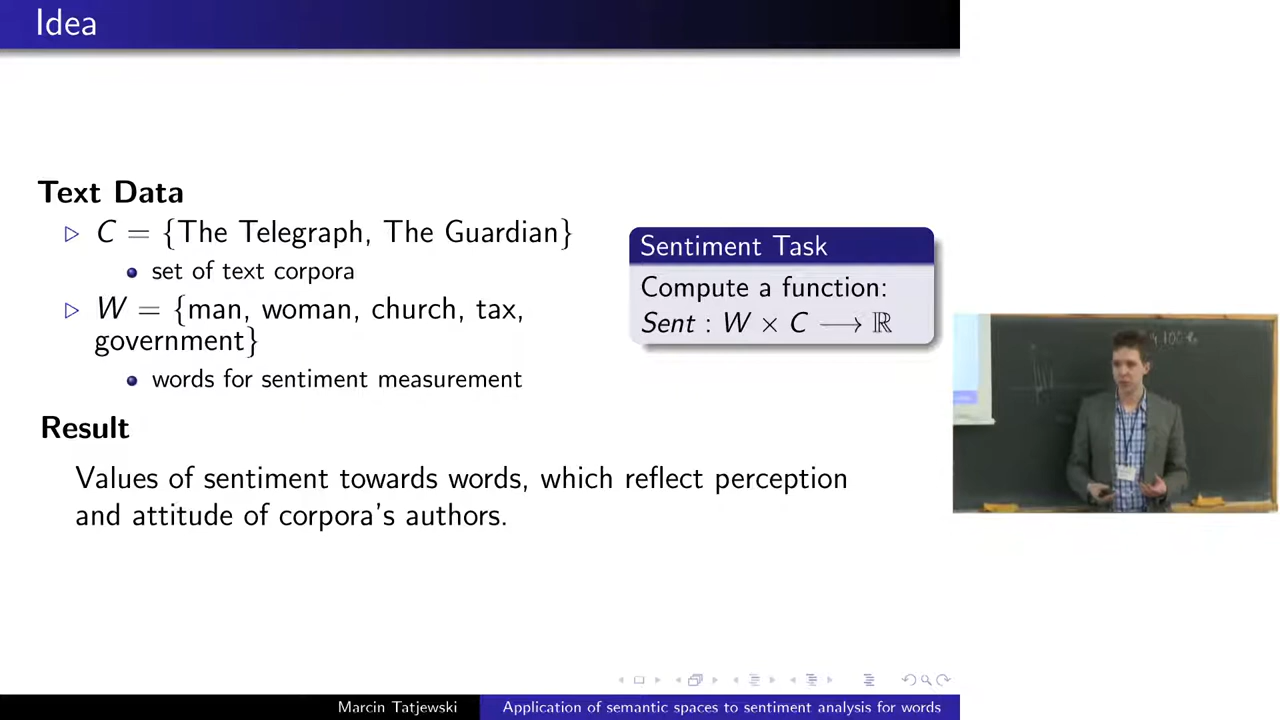 Idea
Text Data
▷ C = {The Telegraph, The Guardian}
• set of text corpora
▷ W = {man, woman, church, tax,
government}
• words for sentiment measurement
Sentiment Task
Compute a function:
Sent : W × C ⟶ ℝ
Result
Values of sentiment towards words, which reflect perception
and attitude of corpora's authors.
Marcin Tatjewski
Application of semantic spaces to sentiment analysis for words